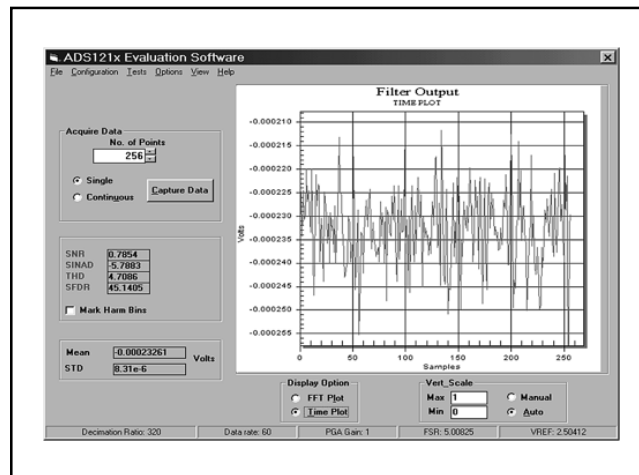 ADS121x Evaluation Software
File Configuration Tests Options View Help
Acquire Data
No. of Points
256
Single
Continuous
Capture Data
SNR 0.7854
SINAD -5.7883
THD 4.7086
SFDR 45.1405
Mark Harm Bins
Mean -0.00023261 Volts
STD 8.31e-6
Filter Output
TIME PLOT
-0.000210
-0.000215
-0.000220
-0.000225
-0.000230
-0.000235
-0.000240
-0.000245
-0.000250
-0.000255
Volts
0 50 100 150 200 250
Samples
Display Option
FFT Plot
Time Plot
Vert_Scale
Max 1
Min 0
Manual
Auto
Decimation Ratio: 320 Data rate: 60 PGA Gain: 1 FSR: 5.00825 VREF: 2.50412